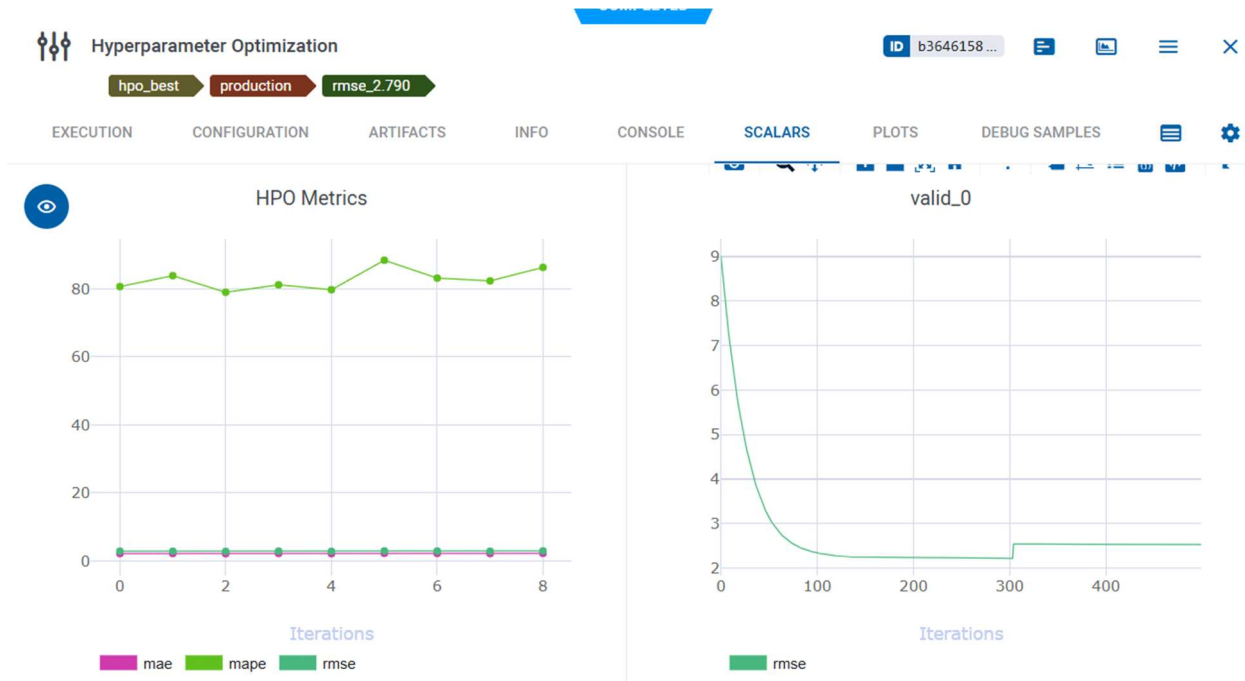 Hyperparameter Optimization
ID b3646158 ...
hpo_best production rmse_2.790
EXECUTION CONFIGURATION ARTIFACTS INFO CONSOLE SCALARS PLOTS DEBUG SAMPLES
HPO Metrics
80
60
40
20
0
0 2 4 6 8
Iterations
mae mape rmse
valid_0
9
8
7
6
5
4
3
2
0 100 200 300 400
Iterations
rmse